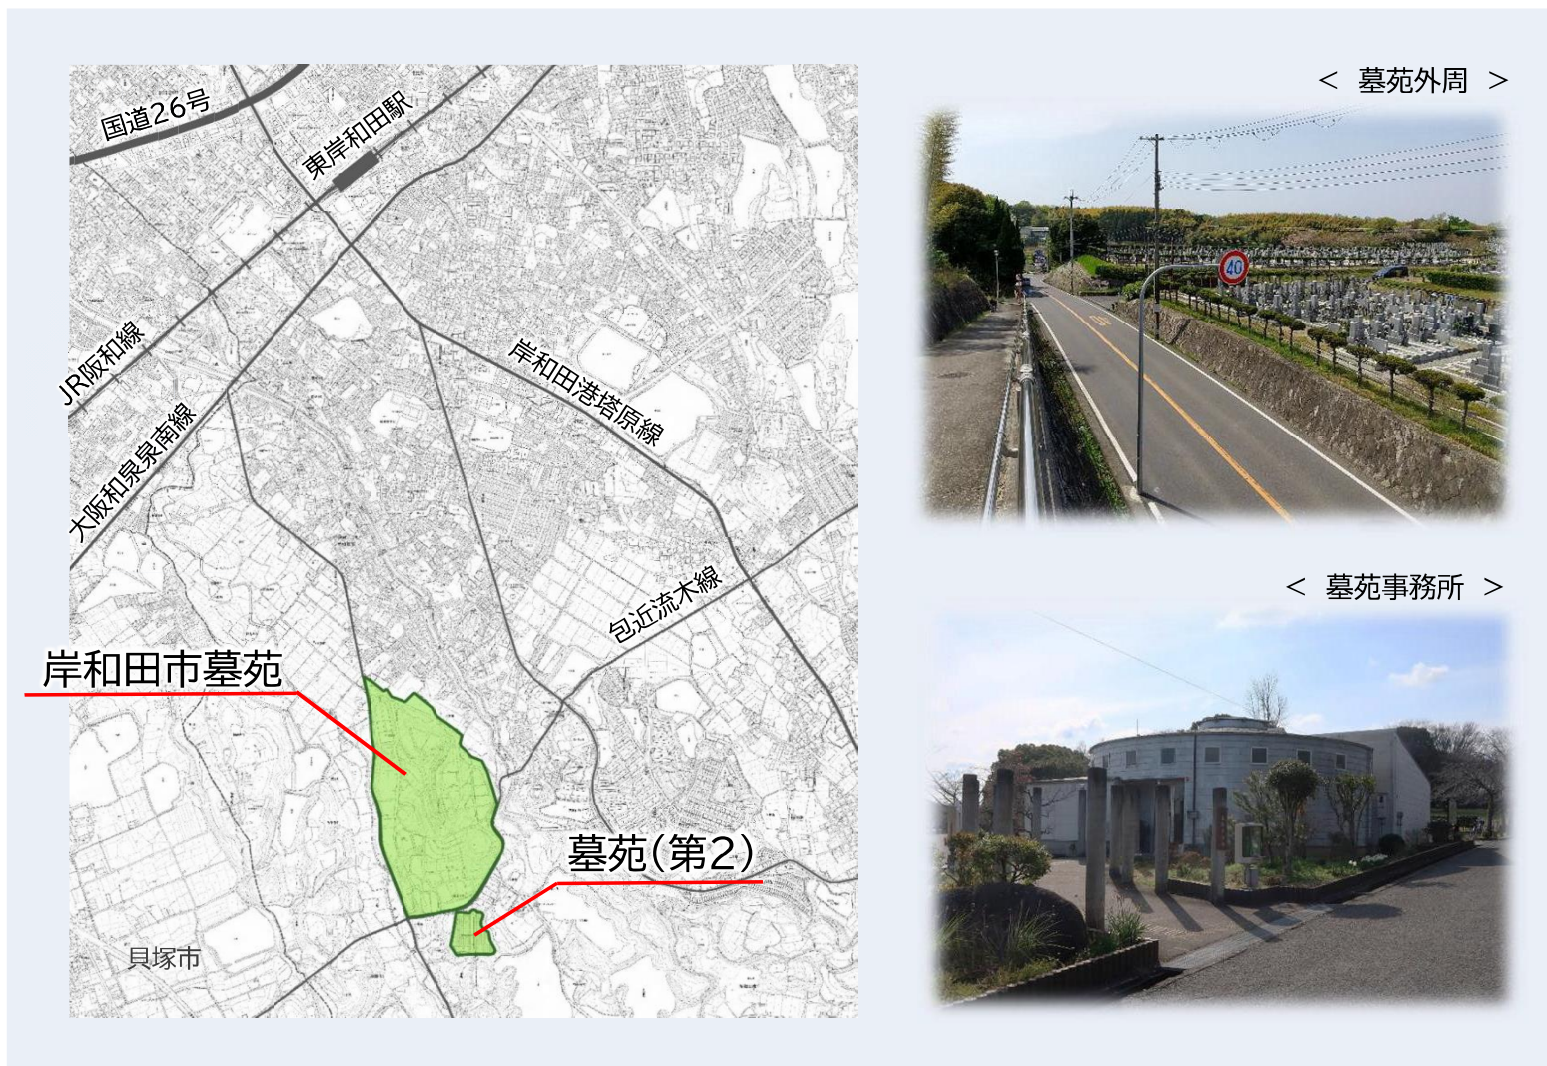 国道26号
東岸和田駅
JR阪和線
大阪和泉泉南線
岸和田港塔原線
包近流木線
岸和田市墓苑
墓苑(第2)
貝塚市
< 墓苑外周 >
40
< 墓苑事務所 >